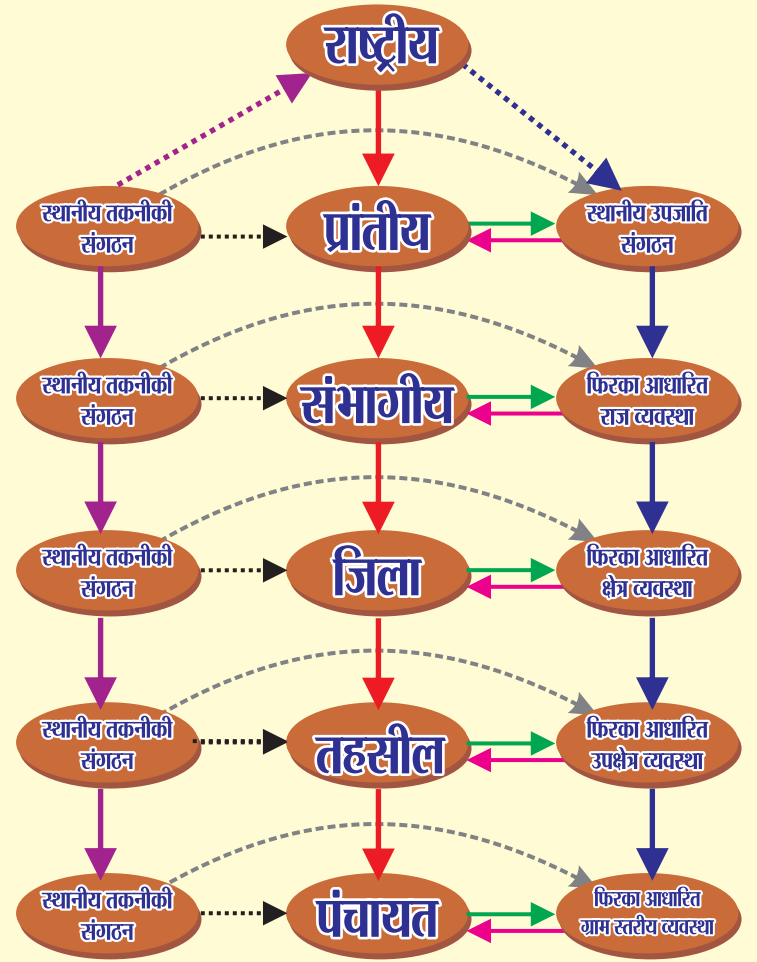 राष्ट्रीय
स्थानीय तकनीकी
संगठन
प्रांतीय
स्थानीय उपजाति
संगठन
स्थानीय तकनीकी
संगठन
संभागीय
फिरका आधारित
राज व्यवस्था
स्थानीय तकनीकी
संगठन
जिला
फिरका आधारित
क्षेत्र व्यवस्था
स्थानीय तकनीकी
संगठन
तहसील
फिरका आधारित
उपक्षेत्र व्यवस्था
स्थानीय तकनीकी
संगठन
पंचायत
फिरका आधारित
ग्राम स्तरीय व्यवस्था